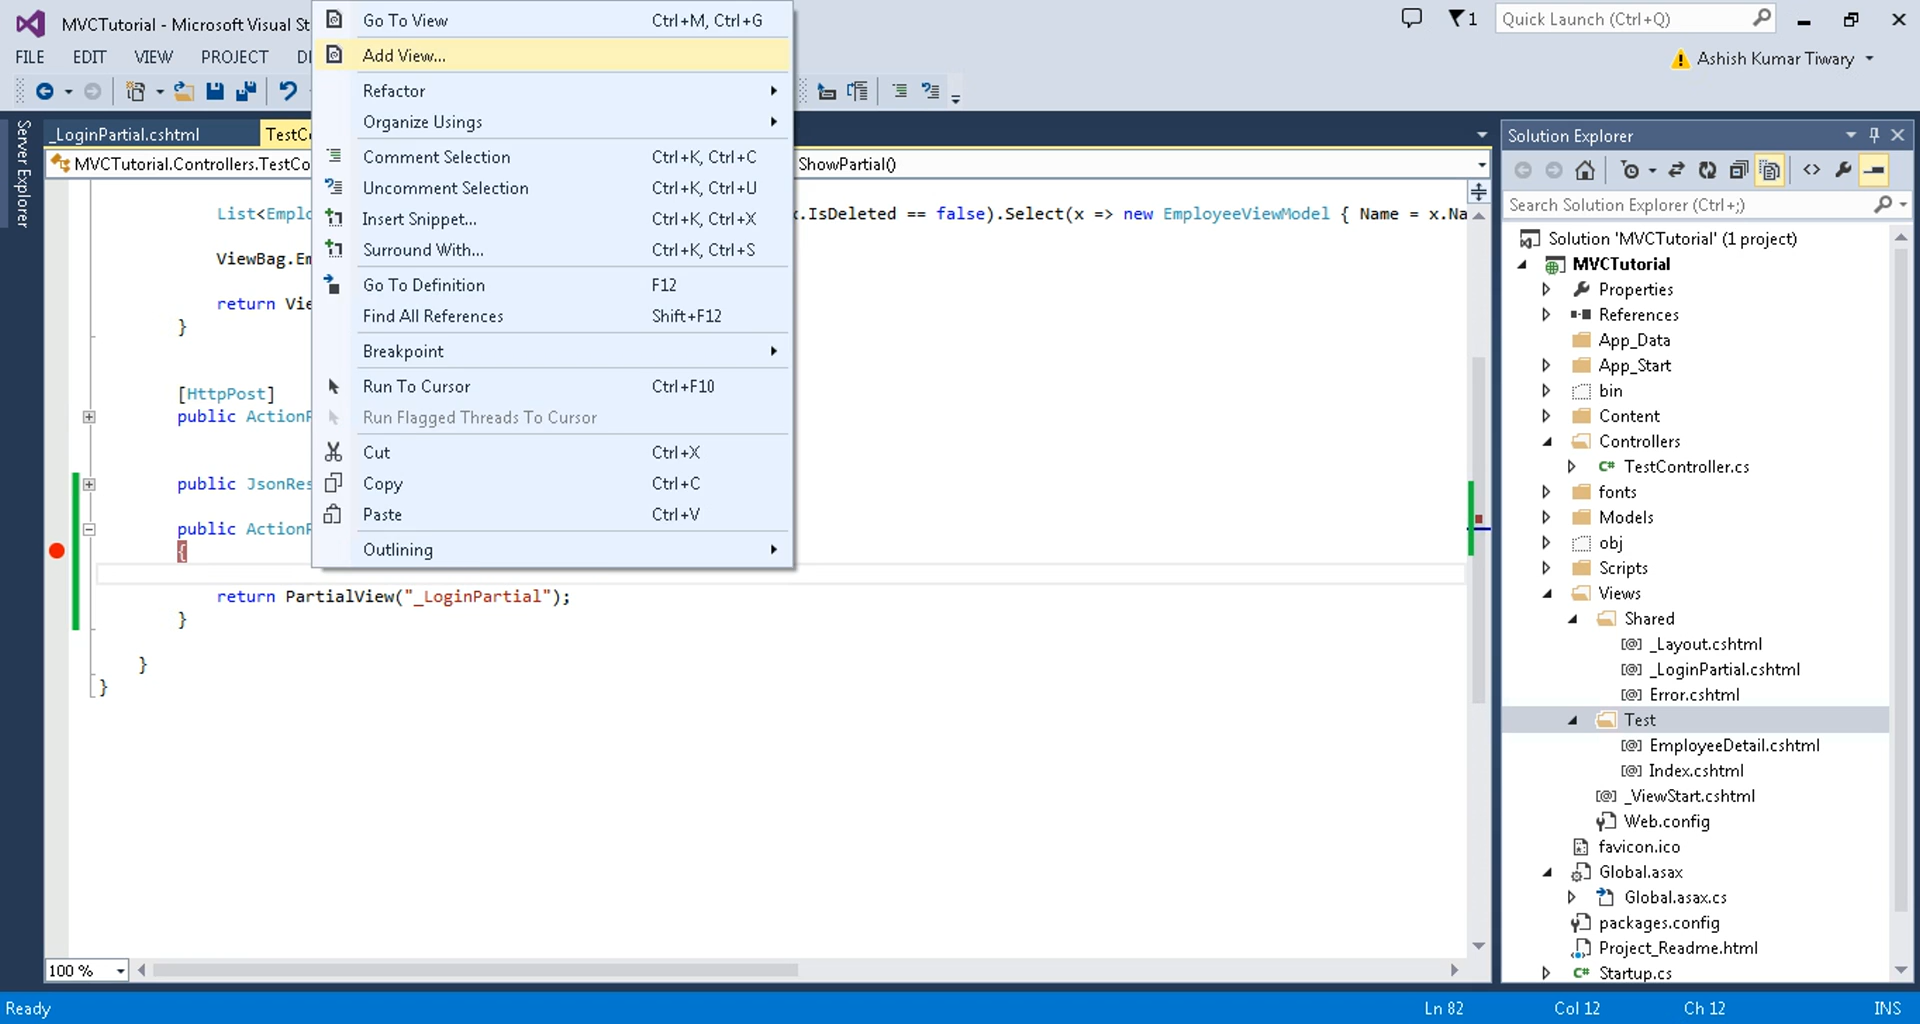 MVCTutorial - Microsoft Visual St
1
Quick Launch (Ctrl+Q)
FILE EDIT VIEW PROJECT D
Ashish Kumar Tiwary
Go To View Ctrl+M, Ctrl+G
Add View...
Refactor
Organize Usings
Comment Selection Ctrl+K, Ctrl+C
Uncomment Selection Ctrl+K, Ctrl+U
Insert Snippet... Ctrl+K, Ctrl+X
Surround With... Ctrl+K, Ctrl+S
Go To Definition F12
Find All References Shift+F12
Breakpoint
Run To Cursor Ctrl+F10
Run Flagged Threads To Cursor
Cut Ctrl+X
Copy Ctrl+C
Paste Ctrl+V
Outlining
Server Explorer
_LoginPartial.cshtml TestCo
MVCTutorial.Controllers.TestCo ShowPartial()
List<Emplo x.IsDeleted == false).Select(x => new EmployeeViewModel { Name = x.Na
ViewBag.Em
return Vie
}
[HttpPost]
public ActionR
public JsonRes
public ActionR
{
return PartialView("_LoginPartial");
}
}
}
100 %
Solution Explorer
Search Solution Explorer (Ctrl+;)
Solution 'MVCTutorial' (1 project)
MVCTutorial
Properties
References
App_Data
App_Start
bin
Content
Controllers
C# TestController.cs
fonts
Models
obj
Scripts
Views
Shared
[@] _Layout.cshtml
[@] _LoginPartial.cshtml
[@] Error.cshtml
Test
[@] EmployeeDetail.cshtml
[@] Index.cshtml
[@] _ViewStart.cshtml
Web.config
favicon.ico
Global.asax
Global.asax.cs
packages.config
Project_Readme.html
C# Startup.cs
Ready Ln 82 Col 12 Ch 12 INS